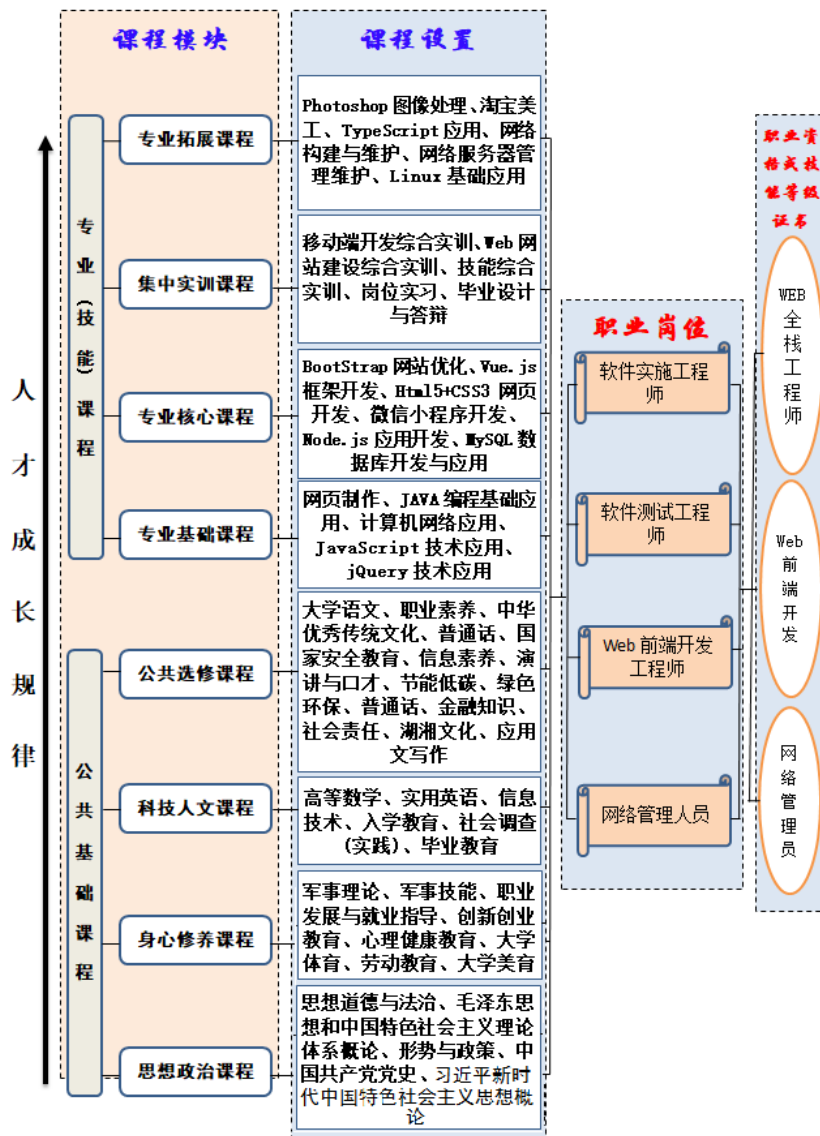 课程模块
课程设置
人才成长规律
专业(技能)课程
公共基础课程
专业拓展课程
Photoshop 图像处理、淘宝美
工、TypeScript 应用、网络
构建与维护、网络服务器管
理维护、Linux 基础应用
集中实训课程
移动端开发综合实训、Web 网
站建设综合实训、技能综合
实训、岗位实习、毕业设计
与答辩
专业核心课程
BootStrap 网站优化、Vue.js
框架开发、Html5+CSS3 网页
开发、微信小程序开发、
Node.js 应用开发、MySQL 数
据库开发与应用
专业基础课程
网页制作、JAVA 编程基础应
用、计算机网络应用、
JavaScript 技术应用、
jQuery 技术应用
公共选修课程
大学语文、职业素养、中华
优秀传统文化、普通话、国
家安全教育、信息素养、演
讲与口才、节能低碳、绿色
环保、普通话、金融知识、
社会责任、湖湘文化、应用
文写作
科技人文课程
高等数学、实用英语、信息
技术、入学教育、社会调查
(实践)、毕业教育
身心修养课程
军事理论、军事技能、职业
发展与就业指导、创新创业
教育、心理健康教育、大学
体育、劳动教育、大学美育
思想政治课程
思想道德与法治、毛泽东思
想和中国特色社会主义理论
体系概论、形势与政策、中
国共产党党史、习近平新时
代中国特色社会主义思想概
论
职业岗位
软件实施工程
师
软件测试工程
师
Web 前端开发
工程师
网络管理人员
职业资
格或技
能等级
证书
WEB
全栈工程师
Web
前端开发
网络管理员